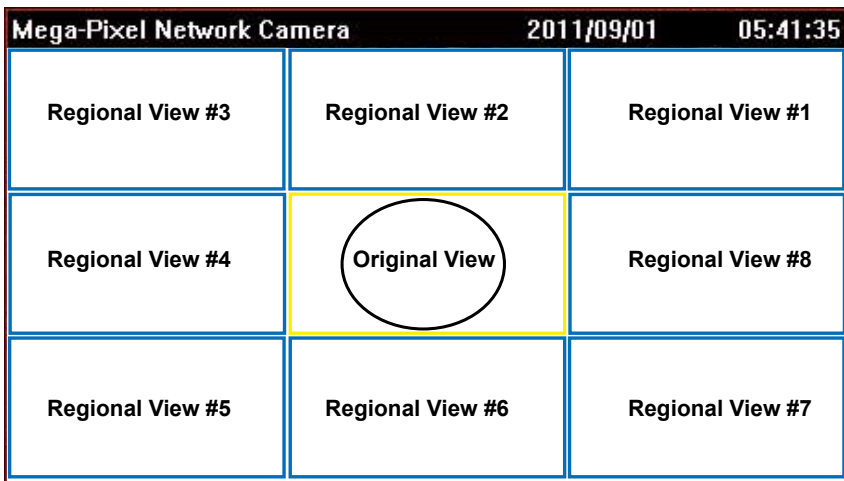 Mega-Pixel Network Camera 2011/09/01 05:41:35
Regional View #3 Regional View #2 Regional View #1
Regional View #4 Original View Regional View #8
Regional View #5 Regional View #6 Regional View #7